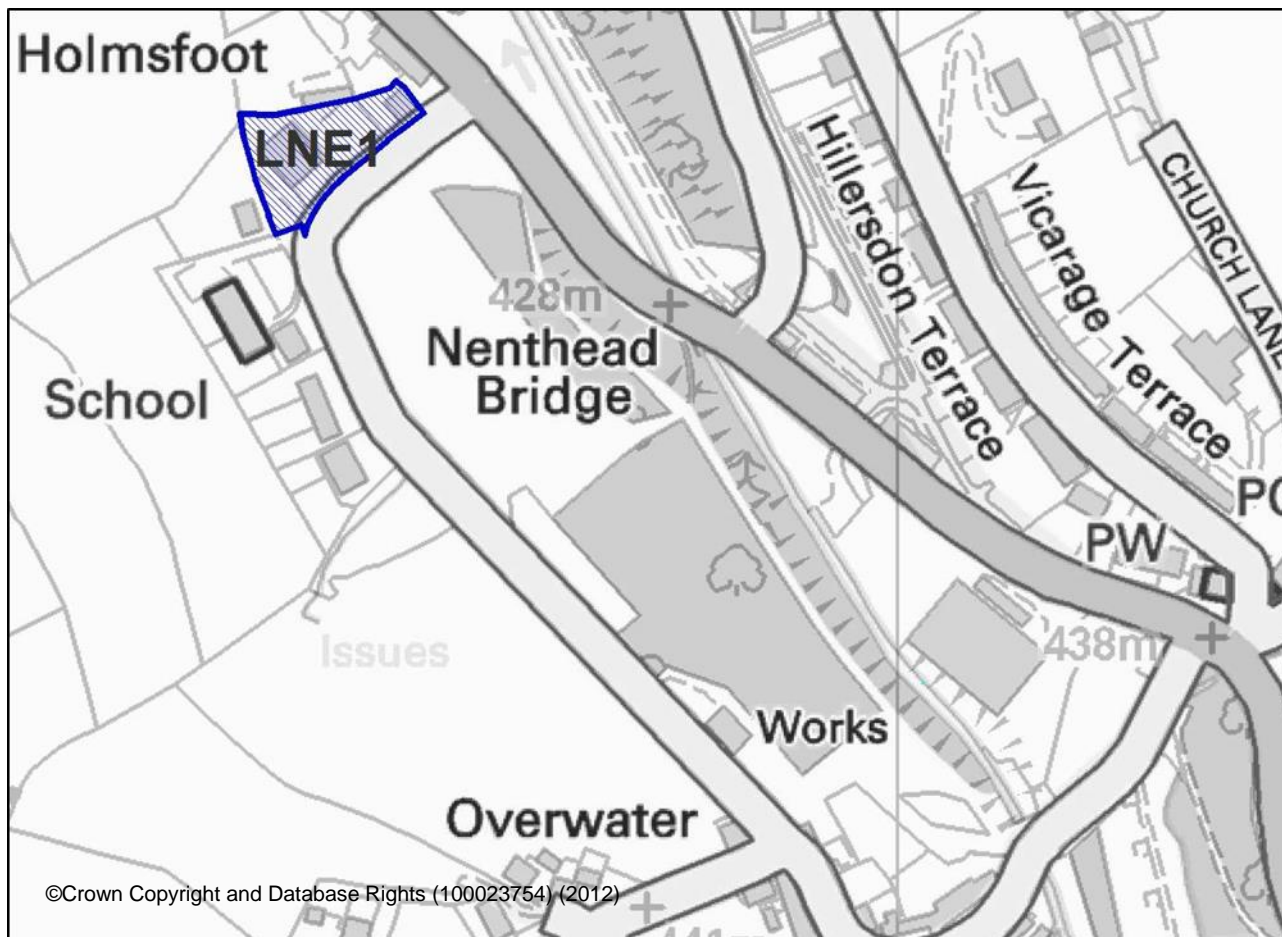 Holmsfoot
LNE1
Hillersdon Terrace
Vicarage Terrace
CHURCH LANE
428m
Nenthead
Bridge
School
PW
438m
Issues
Works
Overwater
©Crown Copyright and Database Rights (100023754) (2012)